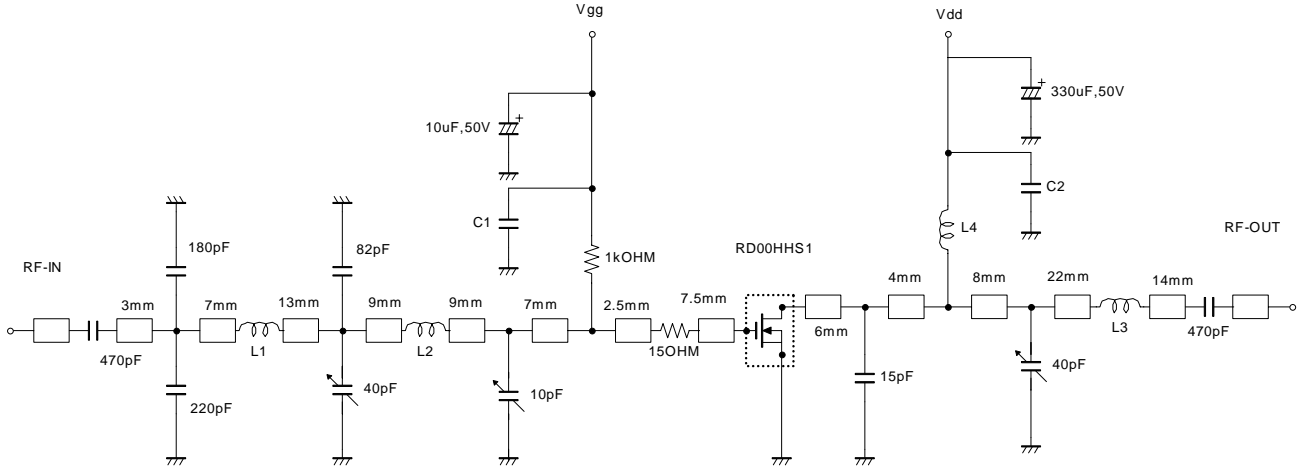 Vgg
Vdd
10uF,50V
330uF,50V
C1
C2
180pF
82pF
1kOHM
L4
RF-IN
RD00HHS1
RF-OUT
3mm
7mm
13mm
9mm
9mm
7mm
2.5mm
7.5mm
6mm
4mm
8mm
22mm
14mm
470pF
L1
L2
15OHM
L3
470pF
220pF
40pF
10pF
15pF
40pF